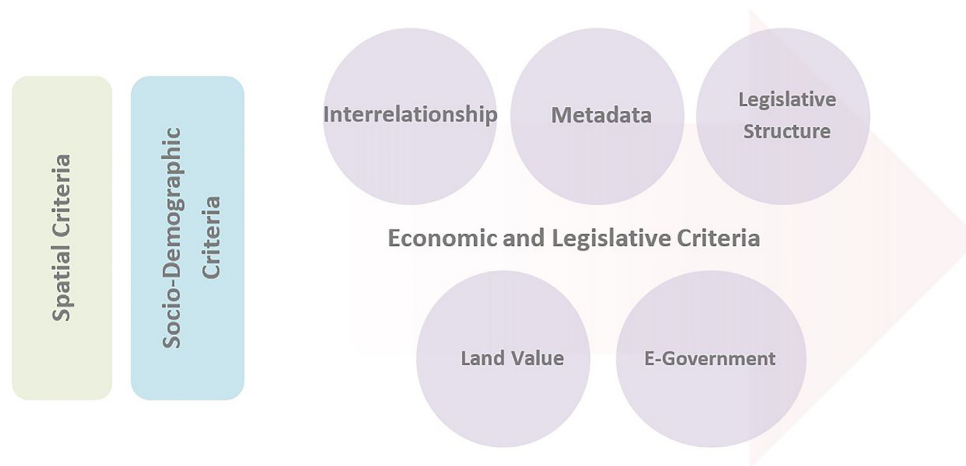 Spatial Criteria
Socio-Demographic
Criteria
Interrelationship
Metadata
Legislative
Structure
Economic and Legislative Criteria
Land Value
E-Government